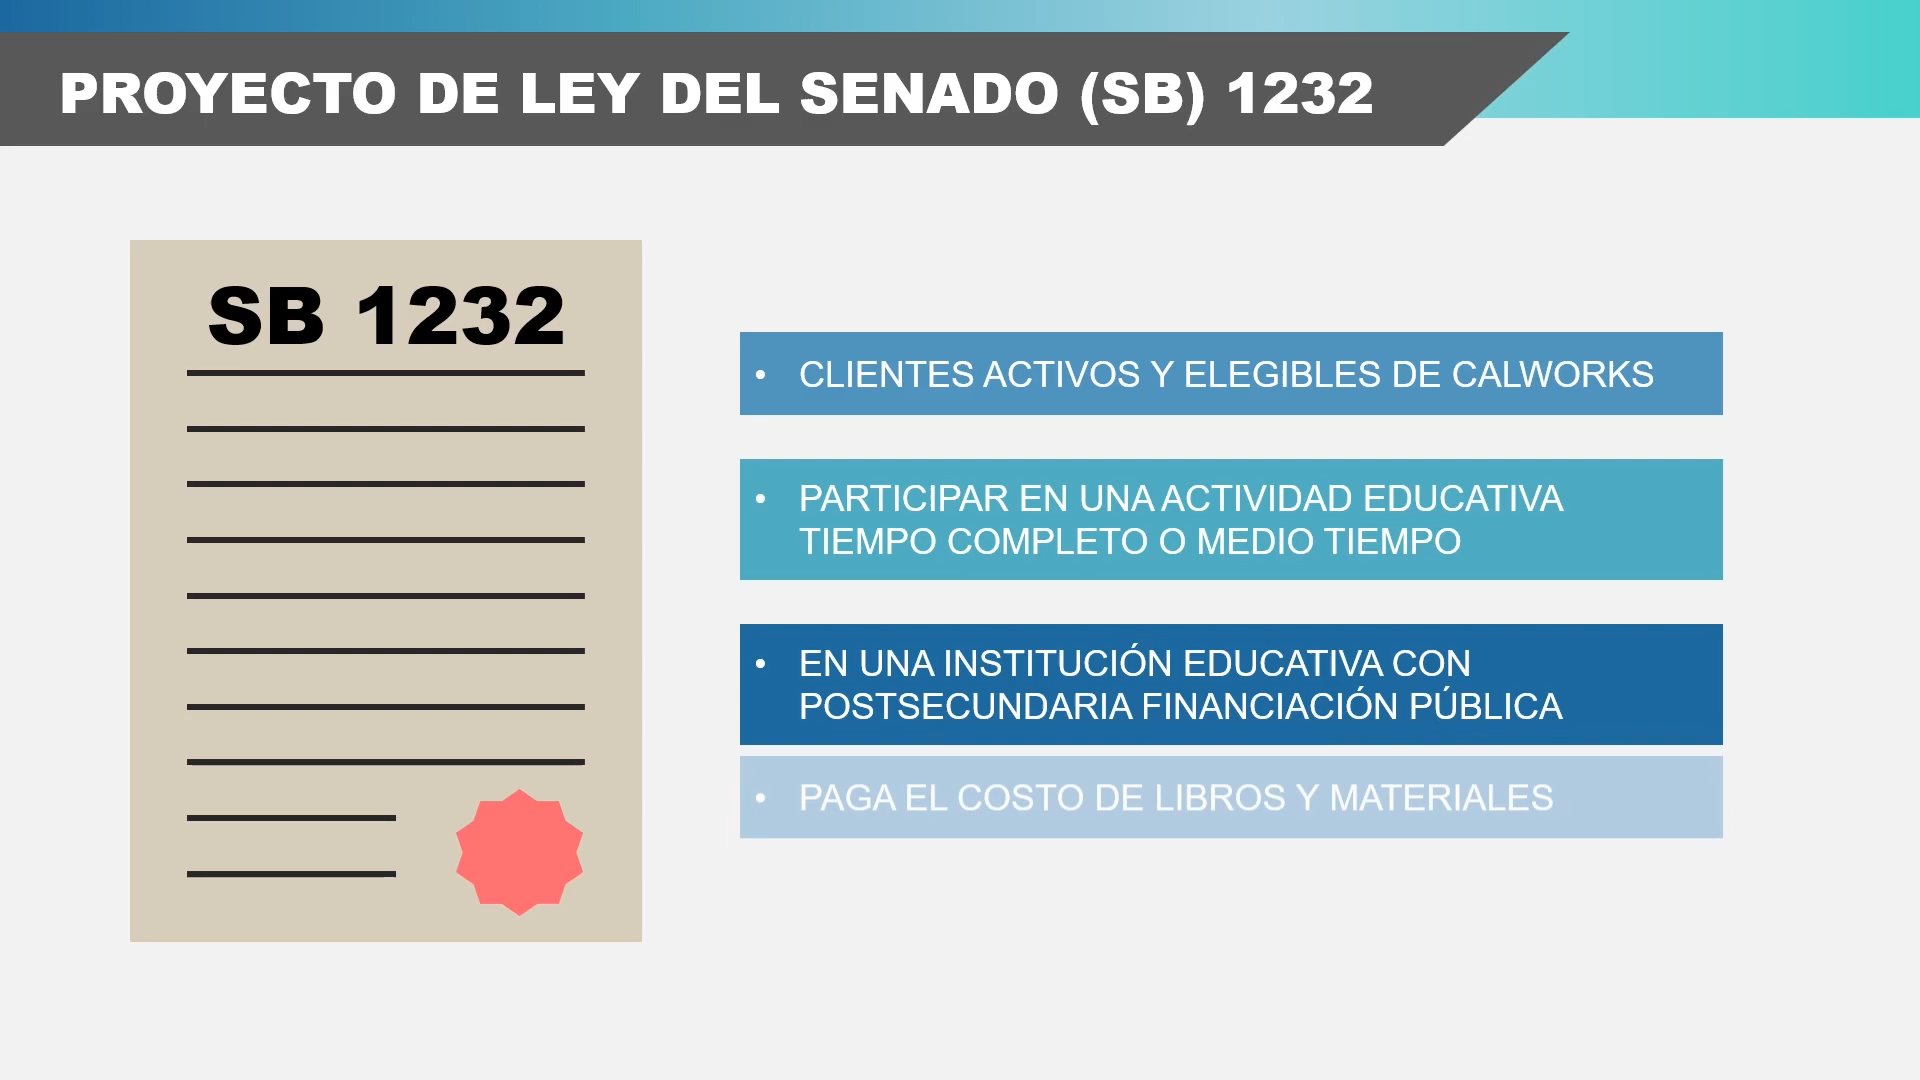 PROYECTO DE LEY DEL SENADO (SB) 1232
SB 1232
• CLIENTES ACTIVOS Y ELEGIBLES DE CALWORKS
• PARTICIPAR EN UNA ACTIVIDAD EDUCATIVA
TIEMPO COMPLETO O MEDIO TIEMPO
• EN UNA INSTITUCIÓN EDUCATIVA CON
POSTSECUNDARIA FINANCIACIÓN PÚBLICA
• PAGA EL COSTO DE LIBROS Y MATERIALES